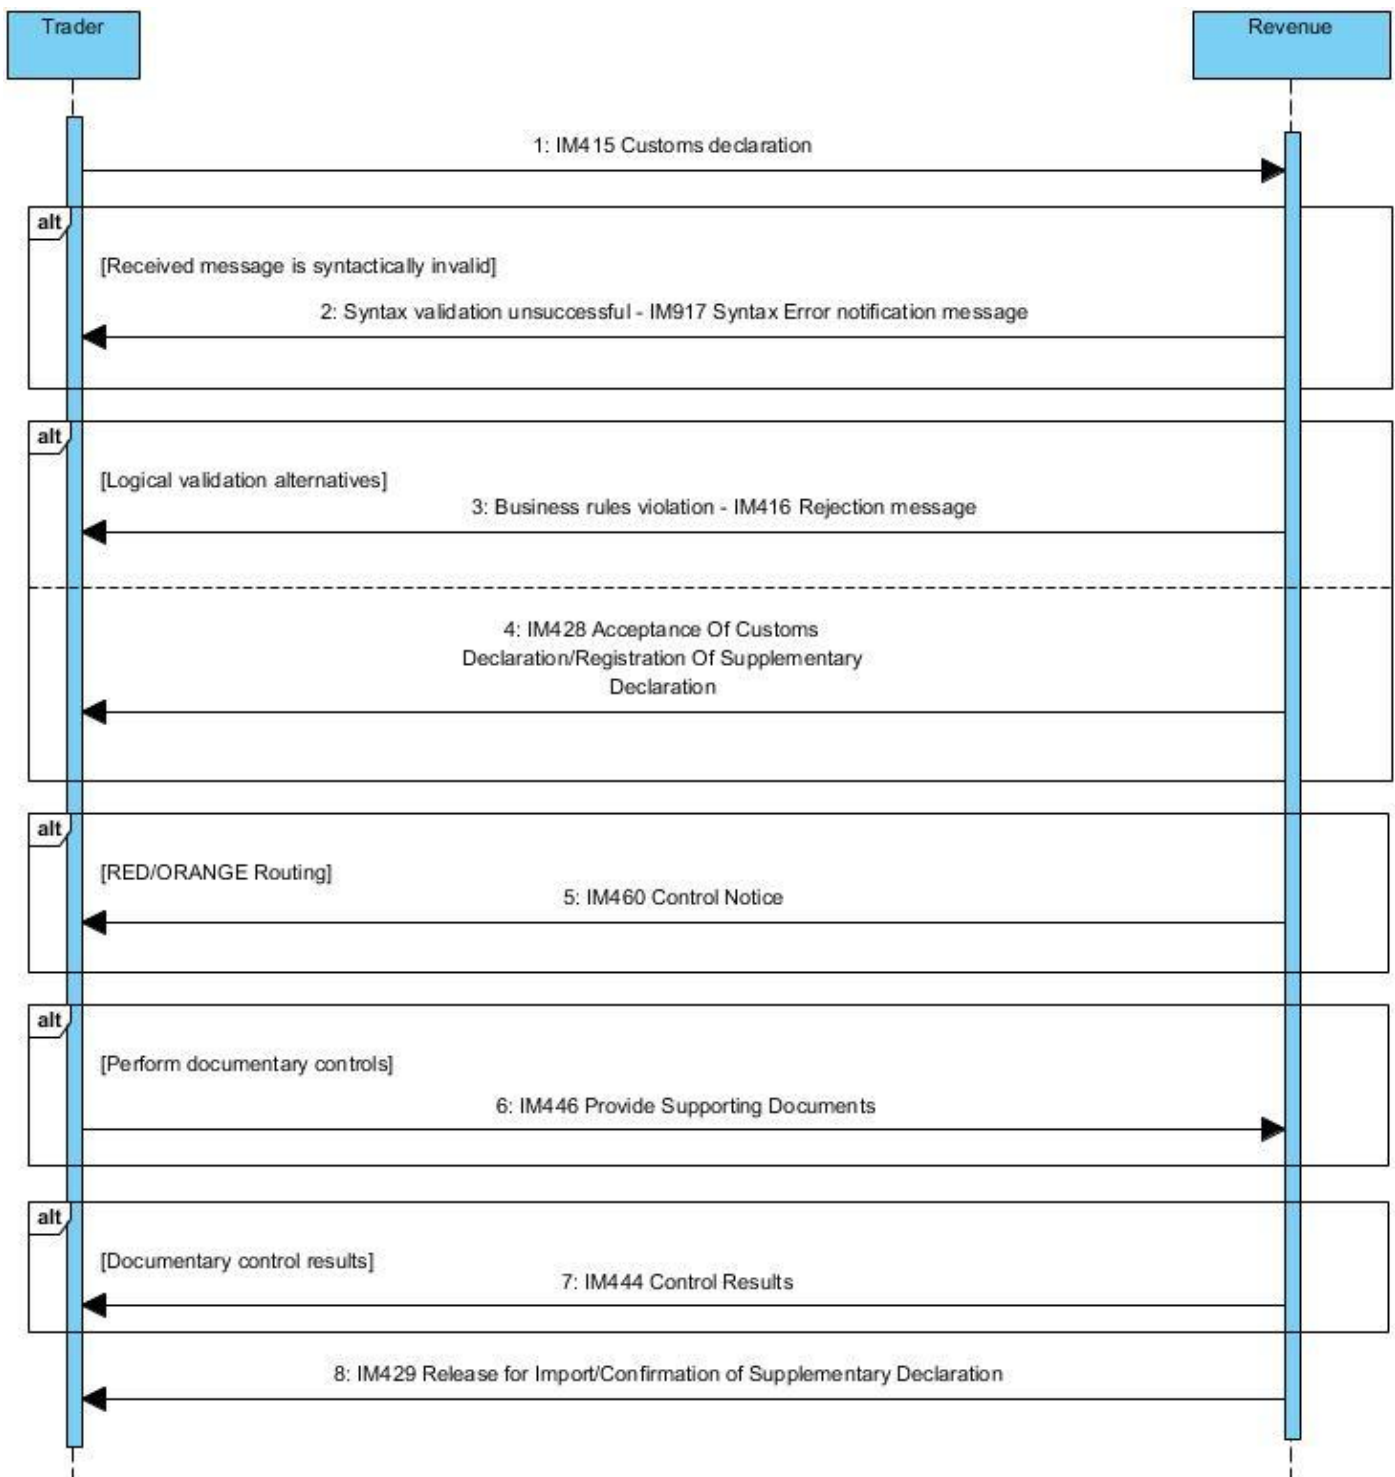 Trader
Revenue
1: IM415 Customs declaration
alt
[Received message is syntactically invalid]
2: Syntax validation unsuccessful - IM917 Syntax Error notification message
alt
[Logical validation alternatives]
3: Business rules violation - IM416 Rejection message
4: IM428 Acceptance Of Customs
Declaration/Registration Of Supplementary
Declaration
alt
[RED/ORANGE Routing]
5: IM460 Control Notice
alt
[Perform documentary controls]
6: IM446 Provide Supporting Documents
alt
[Documentary control results]
7: IM444 Control Results
8: IM429 Release for Import/Confirmation of Supplementary Declaration